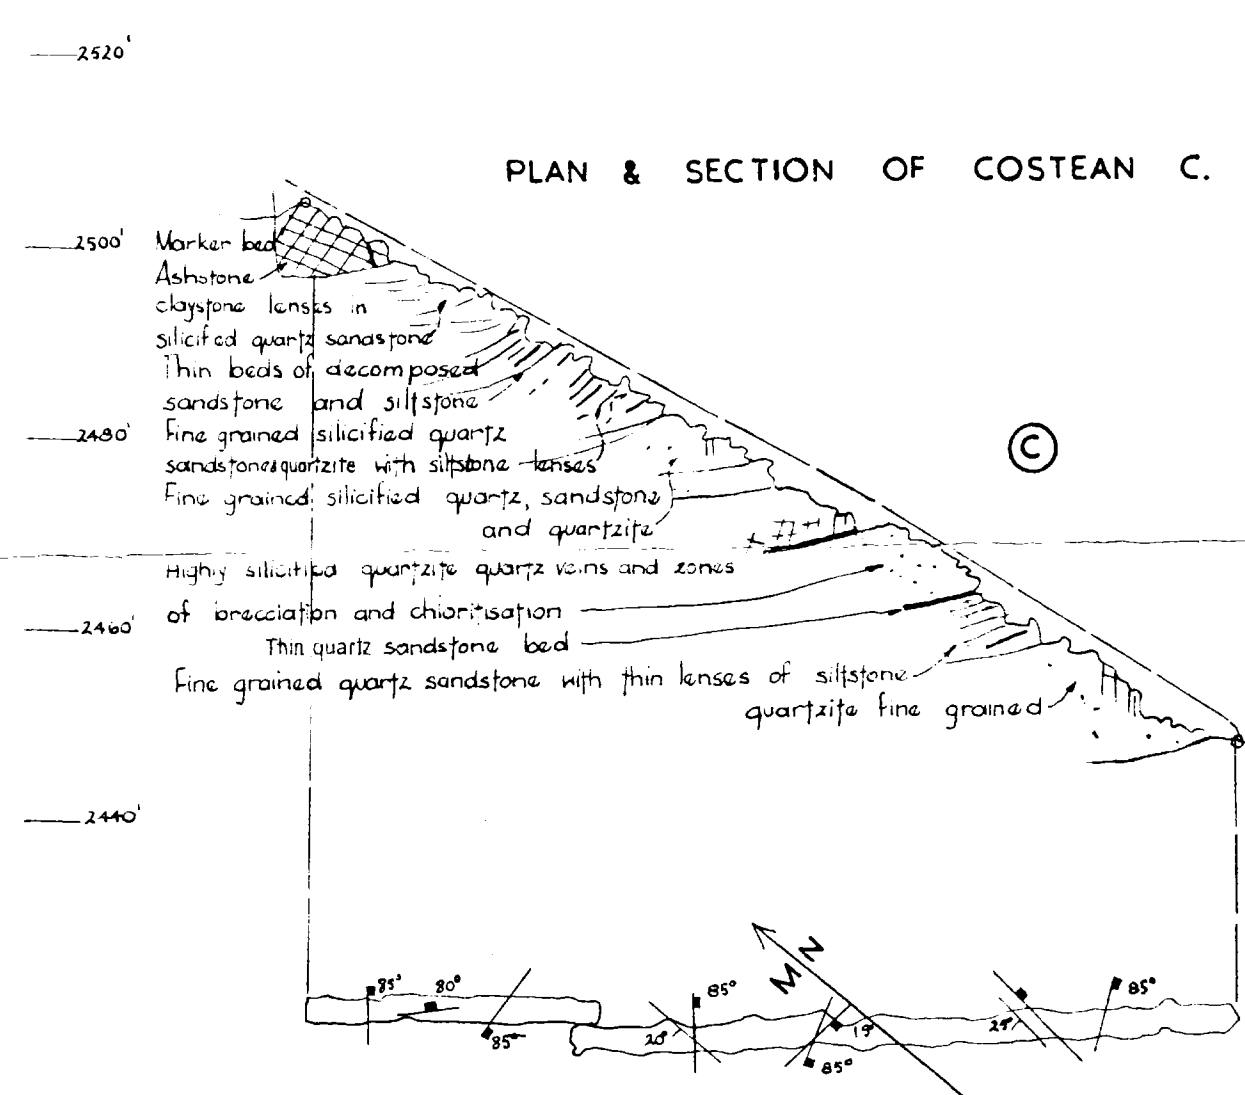 2520'
PLAN & SECTION OF COSTEAN C.
2500'
Marker bed
Ashstone
claystone lenses in
silicifed quartz sandstone
Thin beds of decomposed
sandstone and siltstone
2480'
Fine grained silicified quartz
sandstone & quartzite with siltstone lenses
Fine grained silicified quartz, sandstone
and quartzite
C
Highly silicified quartzite quartz veins and zones
of brecciation and chloritisation
2460'
Thin quartz sandstone bed
Fine grained quartz sandstone with thin lenses of siltstone
quartzite fine grained
2440'
MN
85° 80° 85° 85°
85° 20° 19° 25°
85°